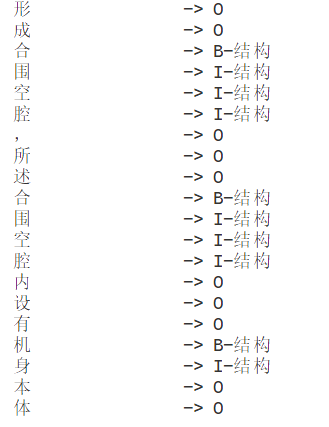 形 -> O
成 -> O
合 -> B-结构
围 -> I-结构
空 -> I-结构
腔 -> I-结构
， -> O
所 -> O
述 -> O
合 -> B-结构
围 -> I-结构
空 -> I-结构
腔 -> I-结构
内 -> O
设 -> O
有 -> O
机 -> B-结构
身 -> I-结构
本 -> O
体 -> O